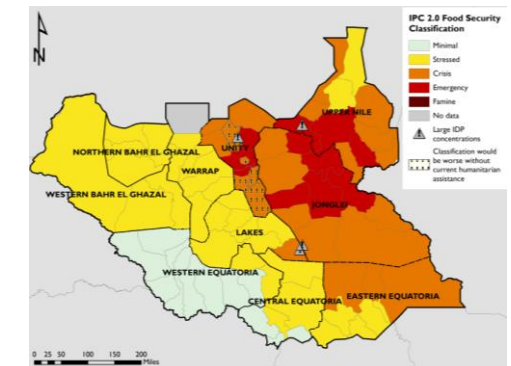 IPC 2.0 Food Security
Classification
Minimal
Stressed
Crisis
Emergency
Famine
No data
Large IDP
concentrations
Classification would
be worse without
current humanitarian
assistance
N
UPPER NILE
UNITY
NORTHERN BAHR EL GHAZAL
WARRAP
WESTERN BAHR EL GHAZAL
JONGLEI
LAKES
WESTERN EQUATORIA
CENTRAL EQUATORIA
EASTERN EQUATORIA
0 25 50 100 150 200
Miles